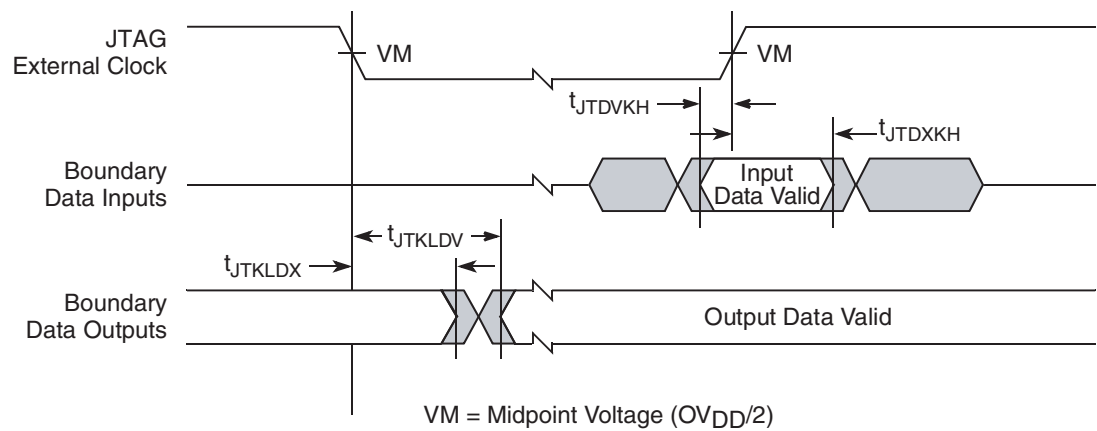 JTAG
External Clock
VM
VM
tJTDVKH
tJTDXKH
Boundary
Data Inputs
Input
Data Valid
tJTKLDV
tJTKLDX
Boundary
Data Outputs
Output Data Valid
VM = Midpoint Voltage (OVDD/2)